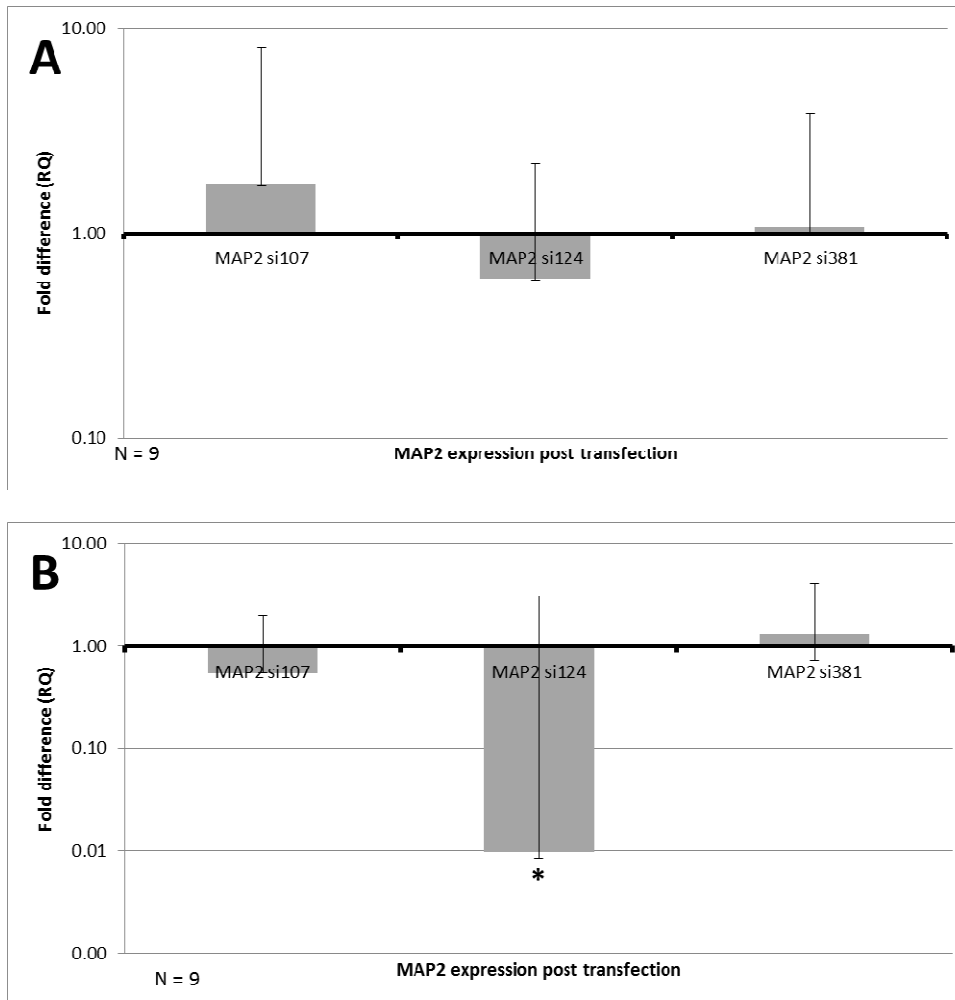 A
10.00
Fold difference (RQ)
1.00
MAP2 si107
MAP2 si124
MAP2 si381
0.10
N = 9
MAP2 expression post transfection
B
10.00
Fold difference (RQ)
1.00
MAP2 si107
MAP2 si124
MAP2 si381
0.10
0.01
*
0.00
N = 9
MAP2 expression post transfection